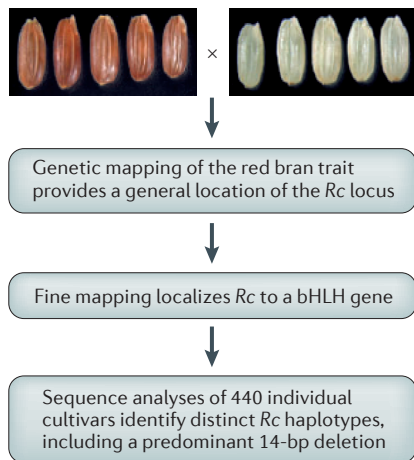 ×
Genetic mapping of the red bran trait
provides a general location of the Rc locus
Fine mapping localizes Rc to a bHLH gene
Sequence analyses of 440 individual
cultivars identify distinct Rc haplotypes,
including a predominant 14-bp deletion